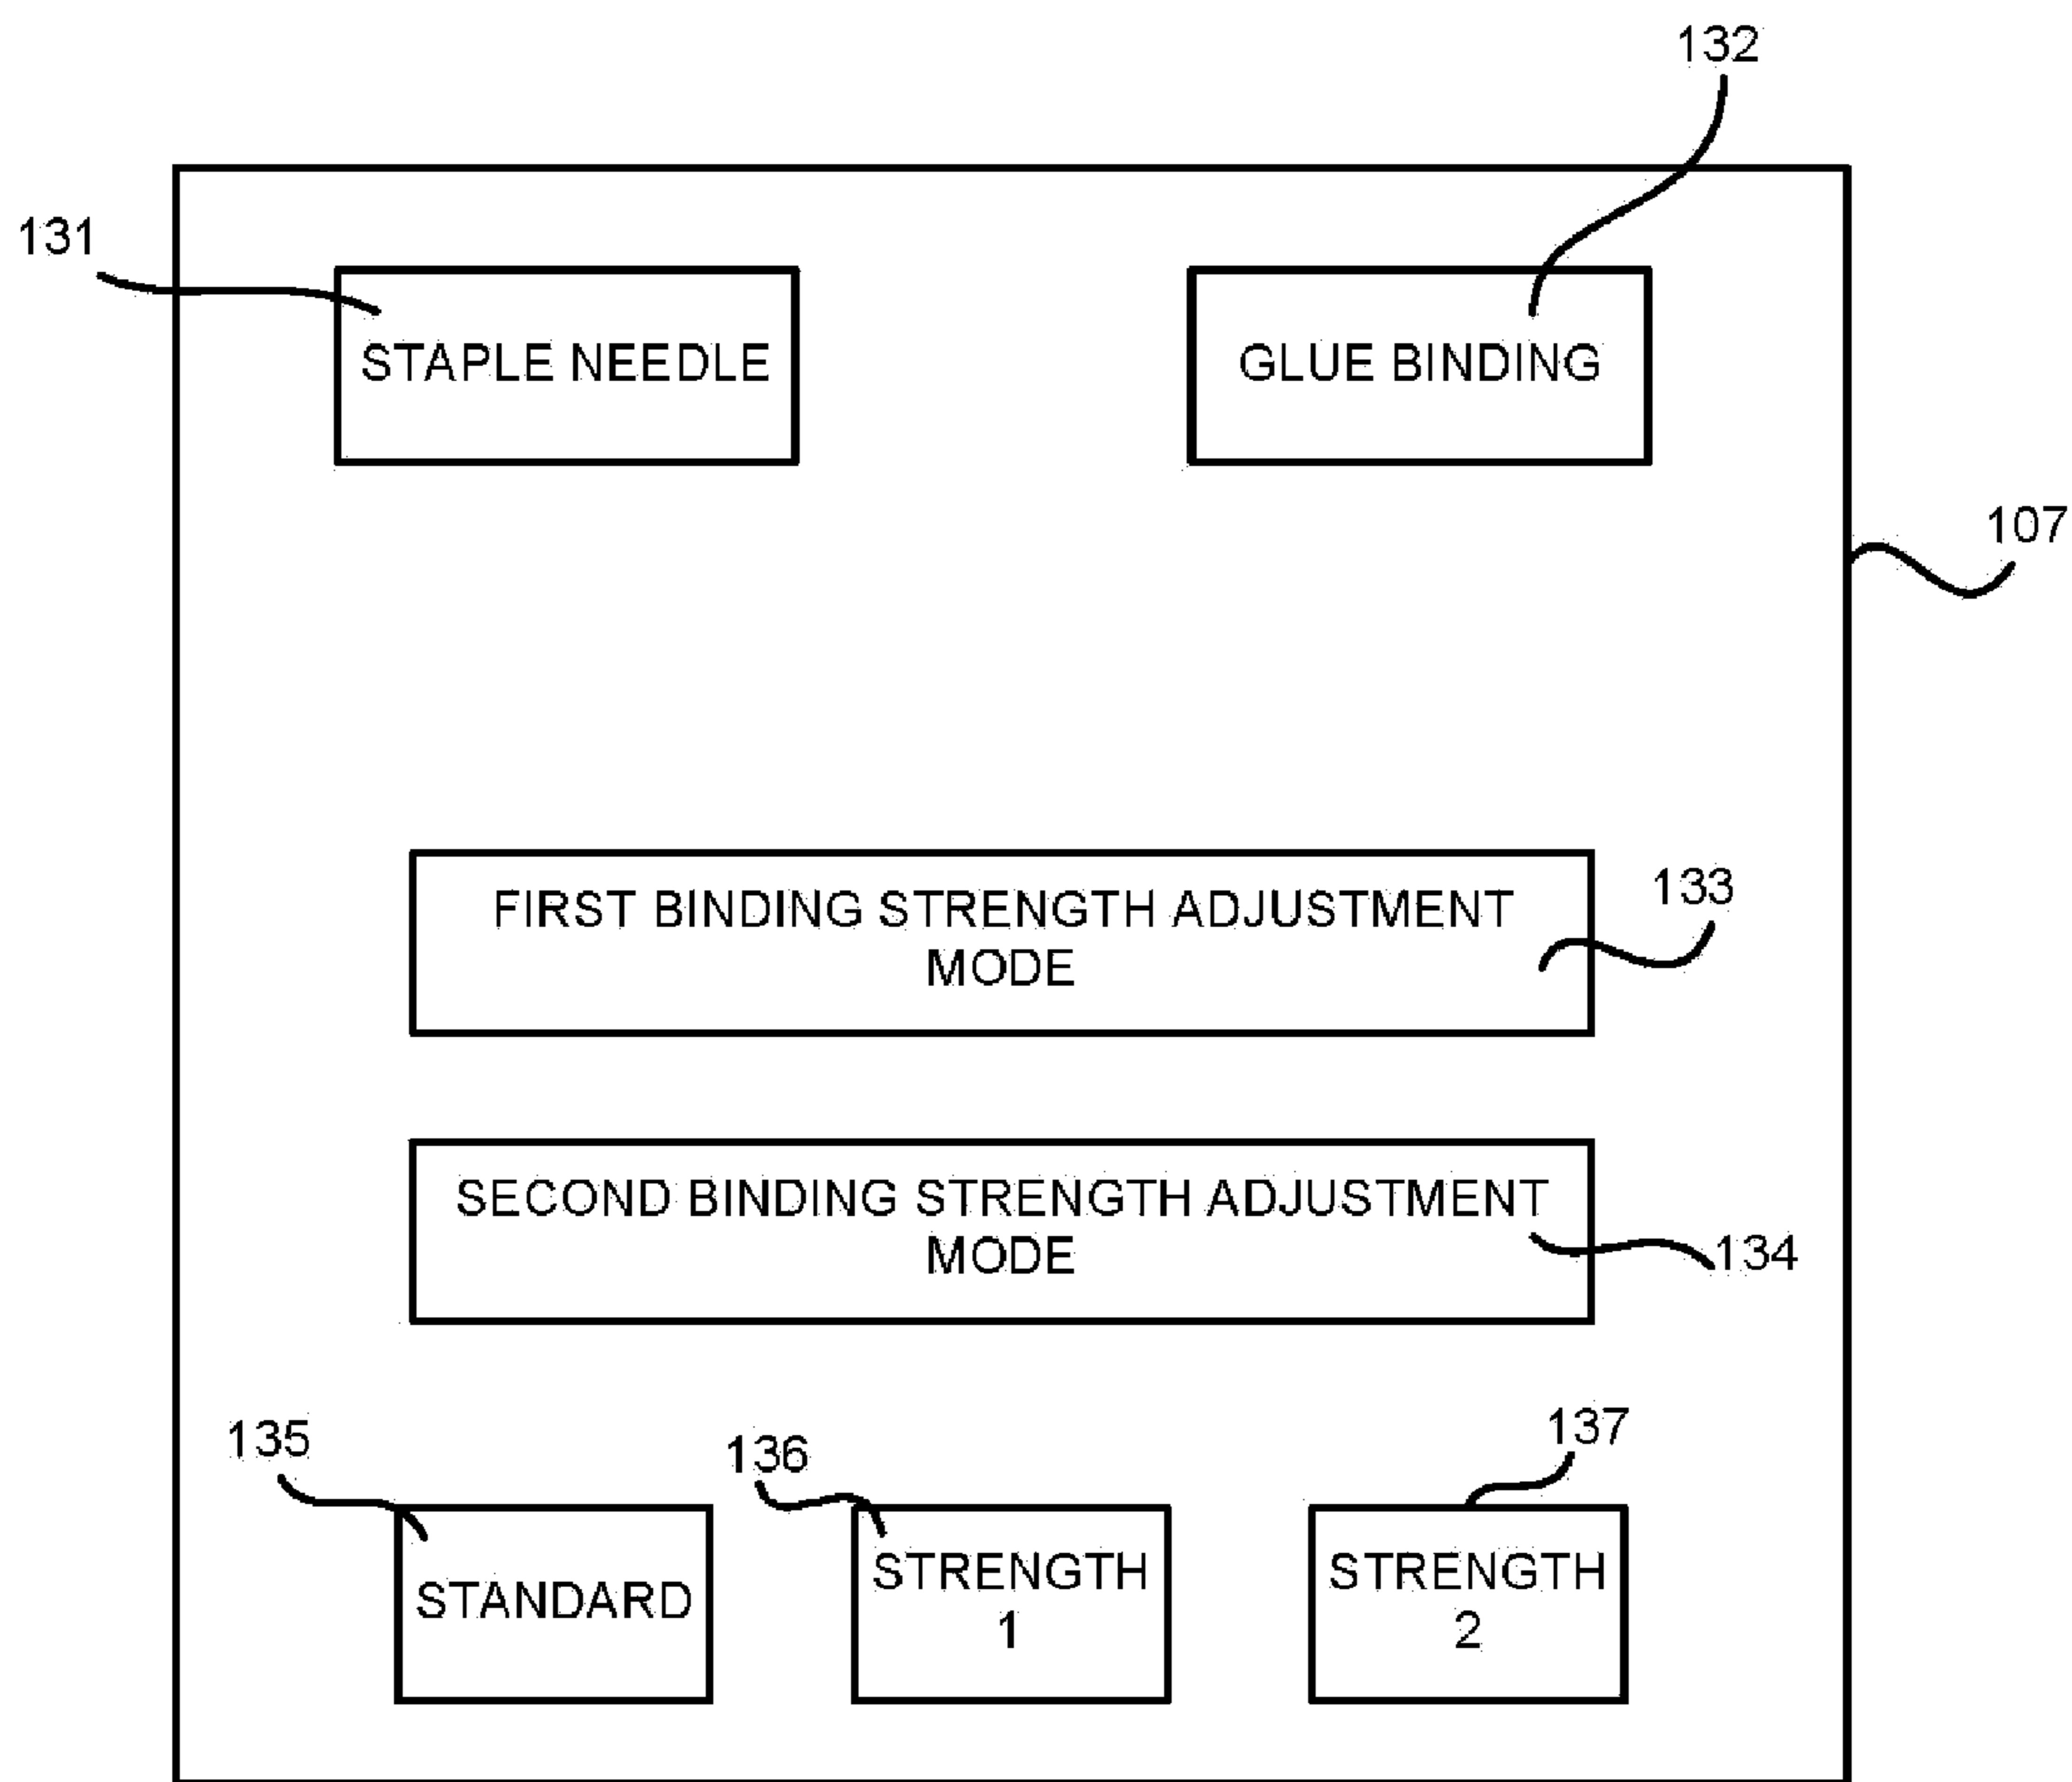 132
131
STAPLE NEEDLE
GLUE BINDING
107
FIRST BINDING STRENGTH ADJUSTMENT
MODE
133
SECOND BINDING STRENGTH ADJUSTMENT
MODE
134
135
136
137
STANDARD
STRENGTH
1
STRENGTH
2